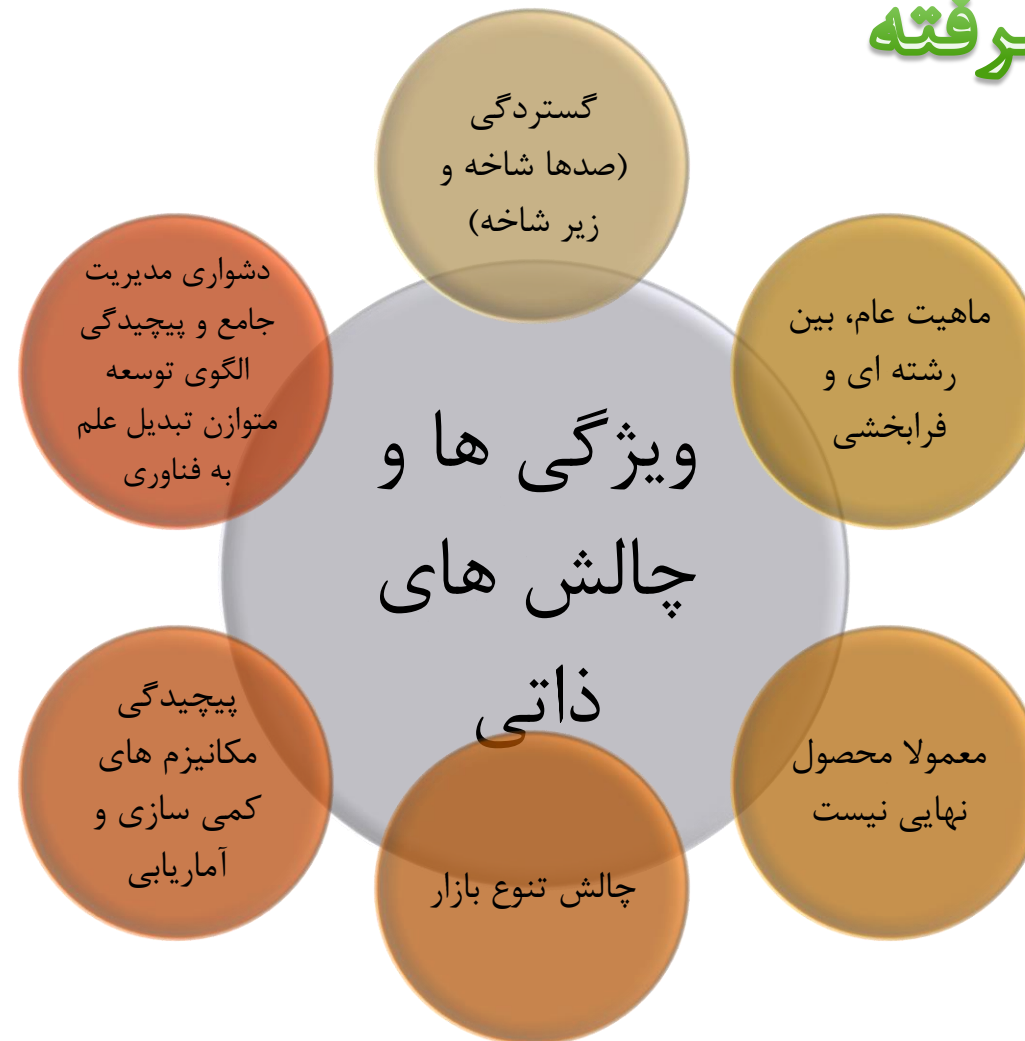 رفته
گستردگی
(صدها شاخه و
زیر شاخه)
ماهیت عام، بین
رشته ای و
فرابخشی
معمولا محصول
نهایی نیست
چالش تنوع بازار
پیچیدگی
مکانیزم های
کمی سازی و
آماریابی
دشواری مدیریت
جامع و پیچیدگی
الگوی توسعه
متوازن تبدیل علم
به فناوری
ویژگی ها و
چالش های
ذاتی